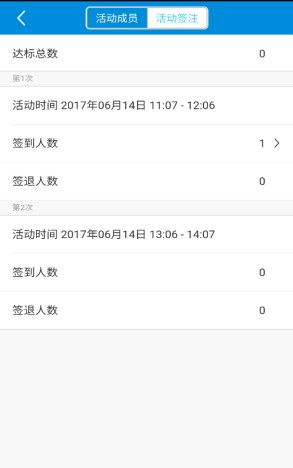 活动成员 活动签注
达标总数 0
第1次
活动时间 2017年06月14日 11:07 - 12:06
签到人数 1
签退人数 0
第2次
活动时间 2017年06月14日 13:06 - 14:07
签到人数 0
签退人数 0